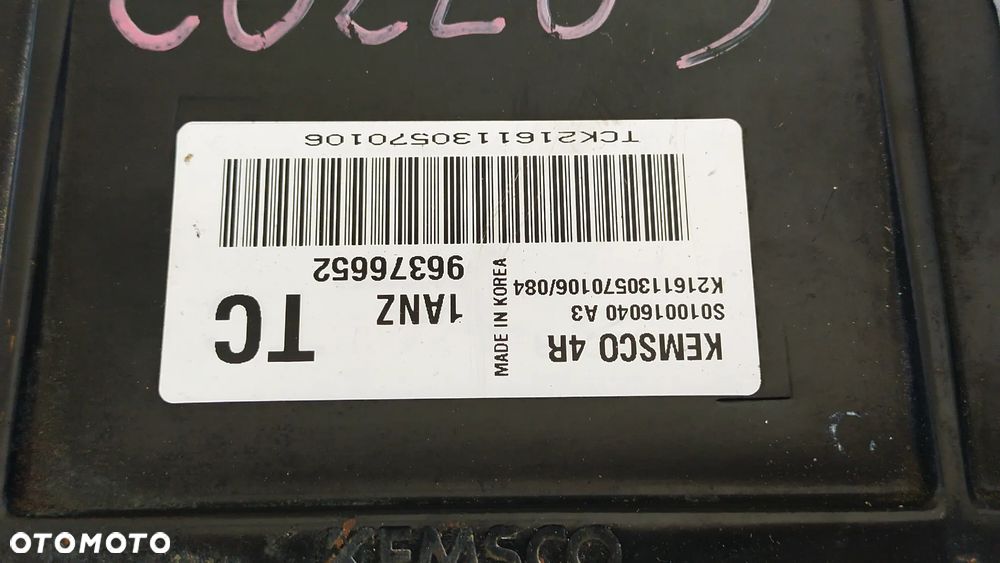 KEMSCO 4R
S010016040 A3
K2161130570106/084
MADE IN KOREA
TC
1ANZ
96376652
TCK2161130570106
KEMSCO
OTOMOTO